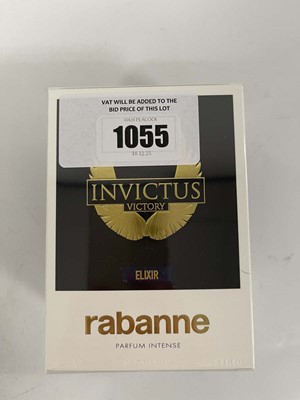 VAT WILL BE ADDED TO THE
BID PRICE OF THIS LOT
1055
INVICTUS
VICTORY
ELIXIR
rabanne
PARFUM INTENSE